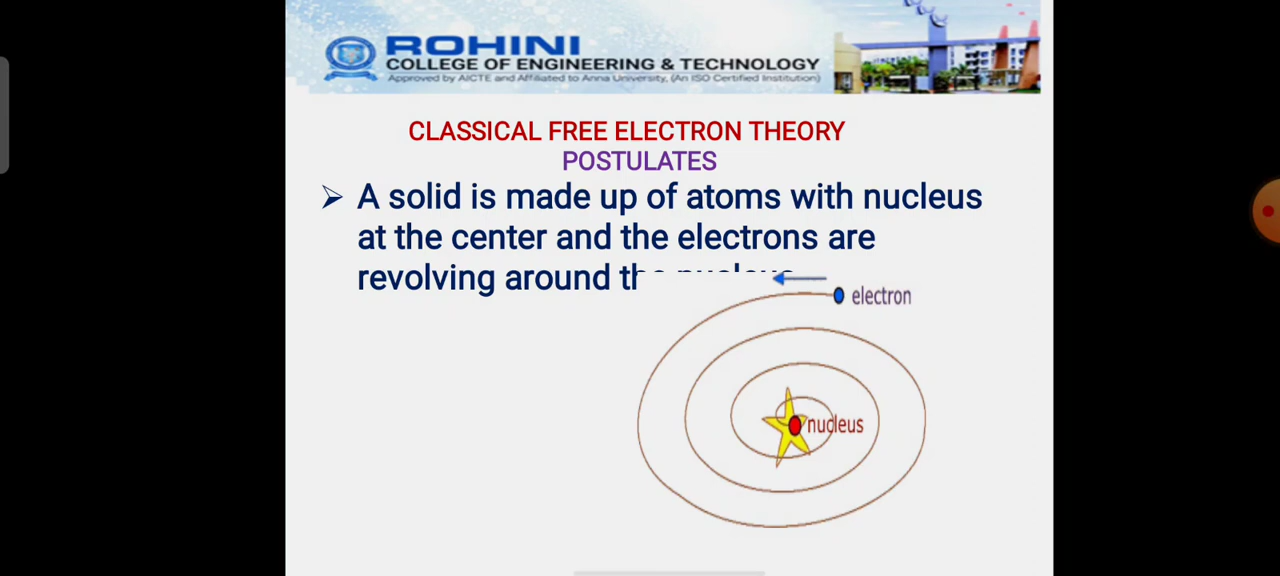 ROHINI
COLLEGE OF ENGINEERING & TECHNOLOGY
Approved by AICTE and Affiliated to Anna University, (An ISO Certified Institution)
CLASSICAL FREE ELECTRON THEORY
POSTULATES
➢ A solid is made up of atoms with nucleus
at the center and the electrons are
revolving around the nucleus
electron
nucleus